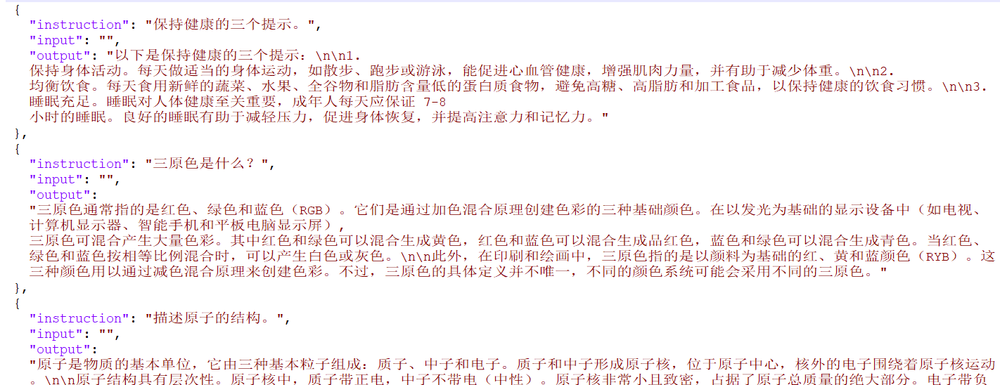 {
"instruction": "保持健康的三个提示。",
"input": "",
"output": "以下是保持健康的三个提示：\n\n1.
保持身体活动。每天做适当的身体运动，如散步、跑步或游泳，能促进心血管健康，增强肌肉力量，并有助于减少体重。\n\n2.
均衡饮食。每天食用新鲜的蔬菜、水果、全谷物和脂肪含量低的蛋白质食物，避免高糖、高脂肪和加工食品，以保持健康的饮食习惯。\n\n3.
睡眠充足。睡眠对人体健康至关重要，成年人每天应保证 7-8
小时的睡眠。良好的睡眠有助于减轻压力，促进身体恢复，并提高注意力和记忆力。"
},
{
"instruction": "三原色是什么？",
"input": "",
"output":
"三原色通常指的是红色、绿色和蓝色（RGB）。它们是通过加色混合原理创建色彩的三种基础颜色。在以发光为基础的显示设备中（如电视、
计算机显示器、智能手机和平板电脑显示屏），
三原色可混合产生大量色彩。其中红色和绿色可以混合生成黄色，红色和蓝色可以混合生成品红色，蓝色和绿色可以混合生成青色。当红色、
绿色和蓝色按相等比例混合时，可以产生白色或灰色。\n\n此外，在印刷和绘画中，三原色指的是以颜料为基础的红、黄和蓝颜色（RYB）。这
三种颜色用以通过减色混合原理来创建色彩。不过，三原色的具体定义并不唯一，不同的颜色系统可能会采用不同的三原色。"
},
{
"instruction": "描述原子的结构。",
"input": "",
"output":
"原子是物质的基本单位，它由三种基本粒子组成：质子、中子和电子。质子和中子形成原子核，位于原子中心，核外的电子围绕着原子核运动
。\n\n原子结构具有层次性。原子核中，质子带正电，中子不带电（中性）。原子核非常小且致密，占据了原子总质量的绝大部分。电子带负